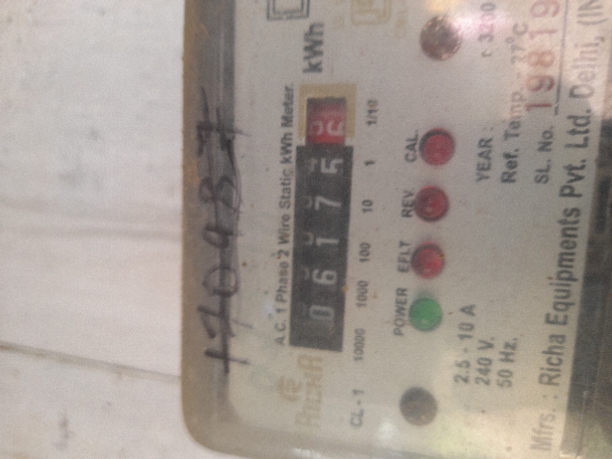 170487
RICHA
CL - 1
A.C. 1 Phase 2 Wire Static kWh Meter.
kWh
0 6 1 7 5
10000 1000 100 10 1 1/10
POWER EFLT REV CAL.
2.5 - 10 A
240 V.
50 Hz.
YEAR :
Ref. Temp. : 27°C
SL. No. 19819
Mfrs. : Richa Equipments Pvt. Ltd. Delhi,